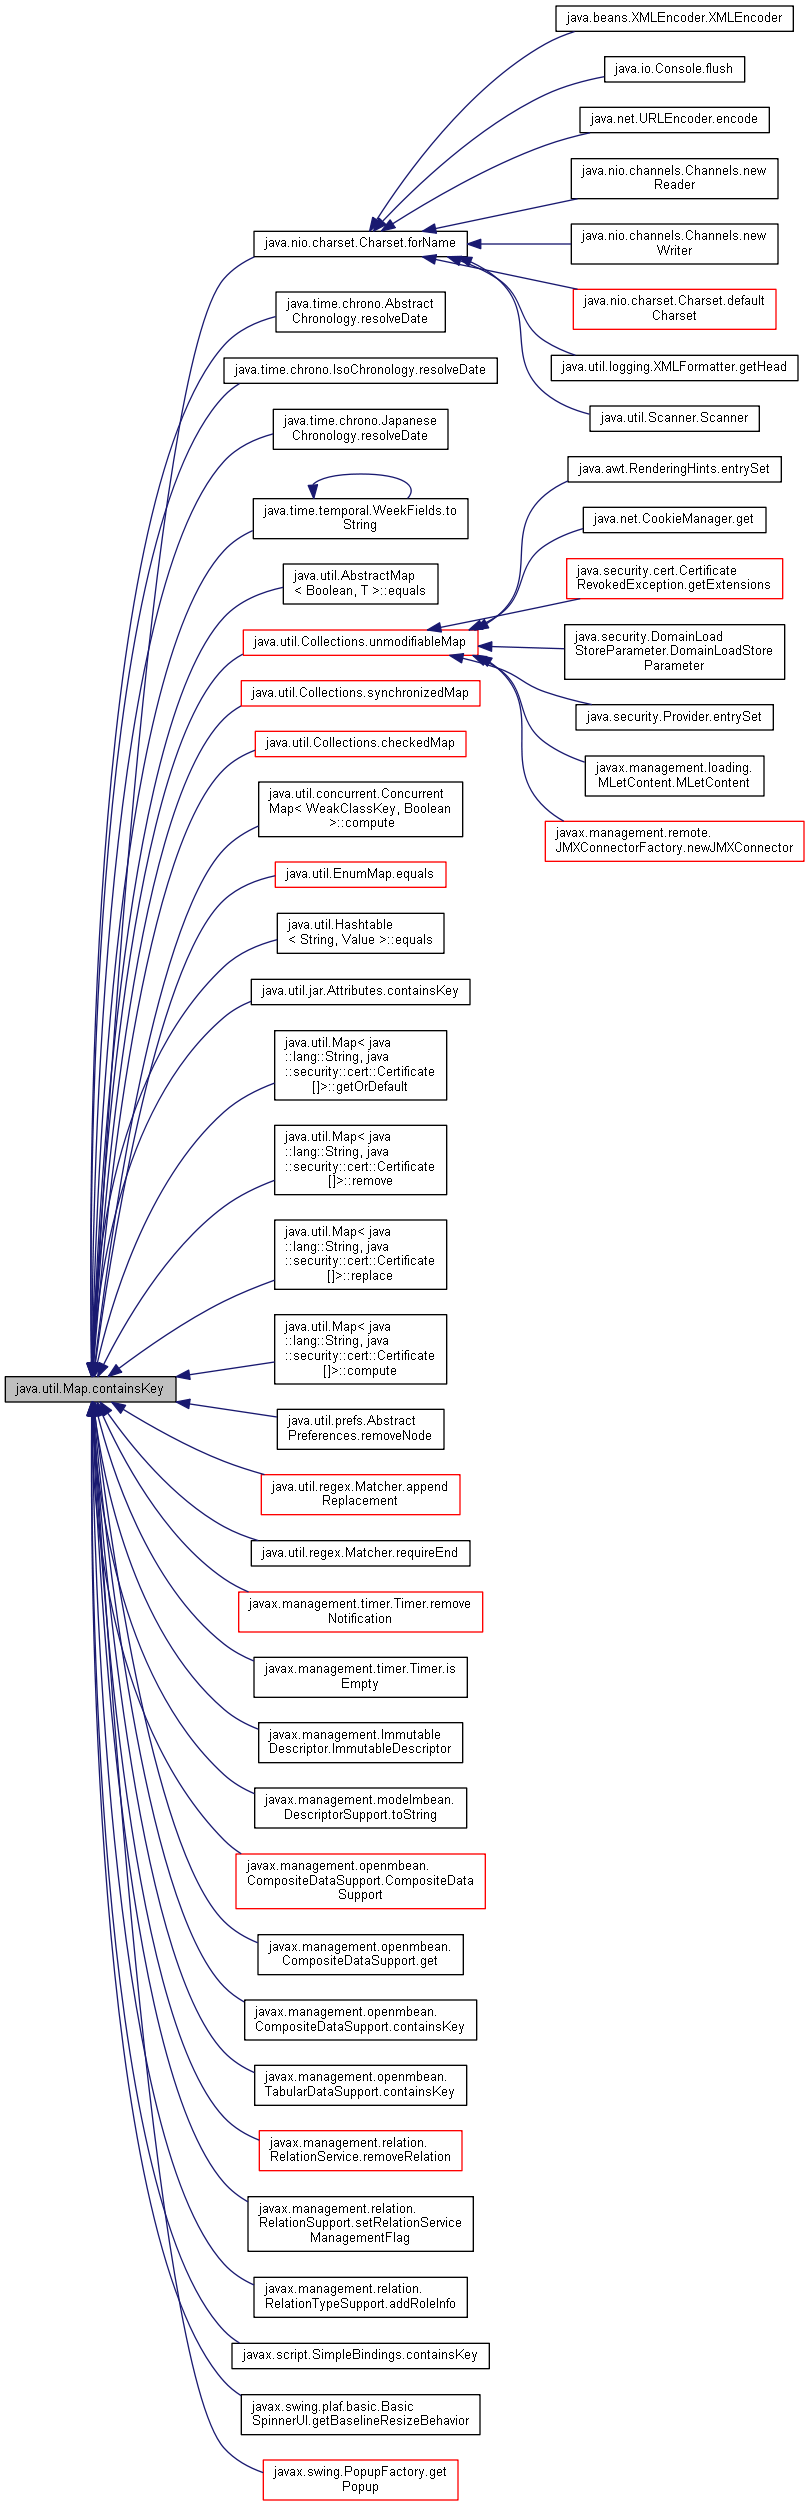 java.beans.XMLEncoder.XMLEncoder
java.io.Console.flush
java.net.URLEncoder.encode
java.nio.channels.Channels.new
Reader
java.nio.charset.Charset.forName
java.nio.channels.Channels.new
Writer
java.nio.charset.Charset.default
Charset
java.util.logging.XMLFormatter.getHead
java.util.Scanner.Scanner
java.time.chrono.Abstract
Chronology.resolveDate
java.time.chrono.IsoChronology.resolveDate
java.time.chrono.Japanese
Chronology.resolveDate
java.time.temporal.WeekFields.to
String
java.util.AbstractMap
< Boolean, T >::equals
java.util.Collections.unmodifiableMap
java.awt.RenderingHints.entrySet
java.net.CookieManager.get
java.security.cert.Certificate
RevokedException.getExtensions
java.security.DomainLoad
StoreParameter.DomainLoadStore
Parameter
java.security.Provider.entrySet
javax.management.loading.
MLetContent.MLetContent
javax.management.remote.
JMXConnectorFactory.newJMXConnector
java.util.Collections.synchronizedMap
java.util.Collections.checkedMap
java.util.concurrent.Concurrent
Map< WeakClassKey, Boolean
>::compute
java.util.EnumMap.equals
java.util.Hashtable
< String, Value >::equals
java.util.jar.Attributes.containsKey
java.util.Map< java
::lang::String, java
::security::cert::Certificate
[]>::getOrDefault
java.util.Map< java
::lang::String, java
::security::cert::Certificate
[]>::remove
java.util.Map< java
::lang::String, java
::security::cert::Certificate
[]>::replace
java.util.Map< java
::lang::String, java
::security::cert::Certificate
[]>::compute
java.util.Map.containsKey
java.util.prefs.Abstract
Preferences.removeNode
java.util.regex.Matcher.append
Replacement
java.util.regex.Matcher.requireEnd
javax.management.timer.Timer.remove
Notification
javax.management.timer.Timer.is
Empty
javax.management.Immutable
Descriptor.ImmutableDescriptor
javax.management.modelmbean.
DescriptorSupport.toString
javax.management.openmbean.
CompositeDataSupport.CompositeData
Support
javax.management.openmbean.
CompositeDataSupport.get
javax.management.openmbean.
CompositeDataSupport.containsKey
javax.management.openmbean.
TabularDataSupport.containsKey
javax.management.relation.
RelationService.removeRelation
javax.management.relation.
RelationSupport.setRelationService
ManagementFlag
javax.management.relation.
RelationTypeSupport.addRoleInfo
javax.script.SimpleBindings.containsKey
javax.swing.plaf.basic.Basic
SpinnerUI.getBaselineResizeBehavior
javax.swing.PopupFactory.get
Popup